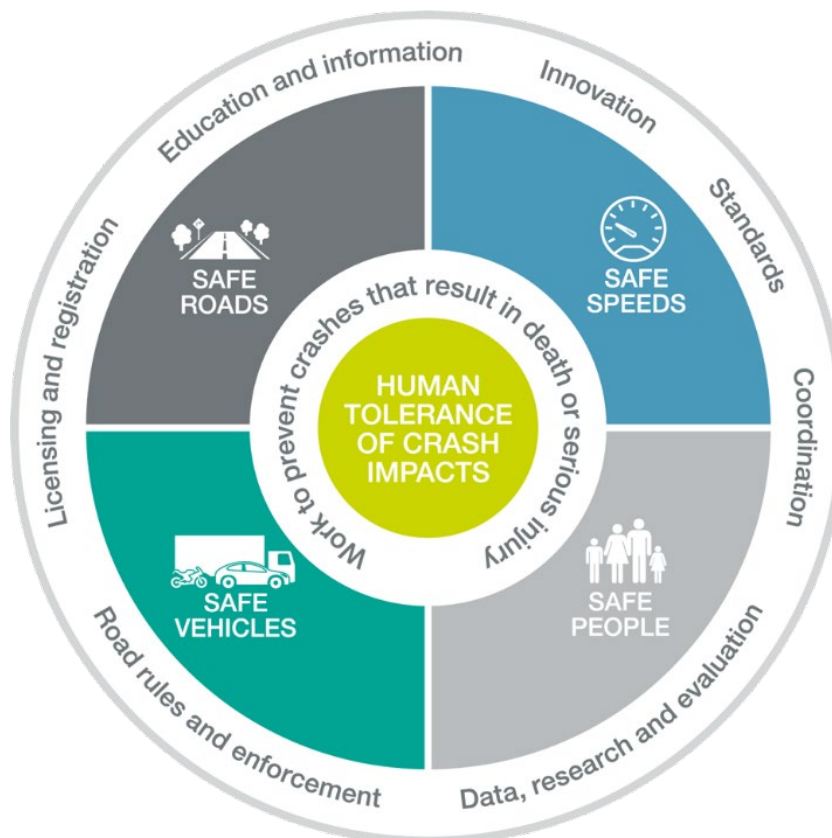 Education and information
Innovation
Standards
Coordination
Data, research and evaluation
Road rules and enforcement
Licensing and registration
SAFE
ROADS
SAFE
SPEEDS
Work to prevent crashes that result in death or serious injury
HUMAN
TOLERANCE
OF CRASH
IMPACTS
SAFE
VEHICLES
SAFE
PEOPLE